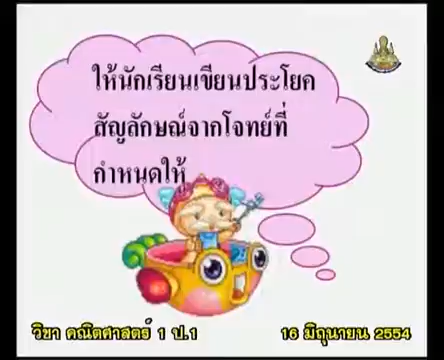 ให้นักเรียนเขียนประโยค
สัญลักษณ์จากโจทย์ที่
กำหนดให้
วิชา คณิตศาสตร์ 1 ป.1
16 มิถุนายน 2554